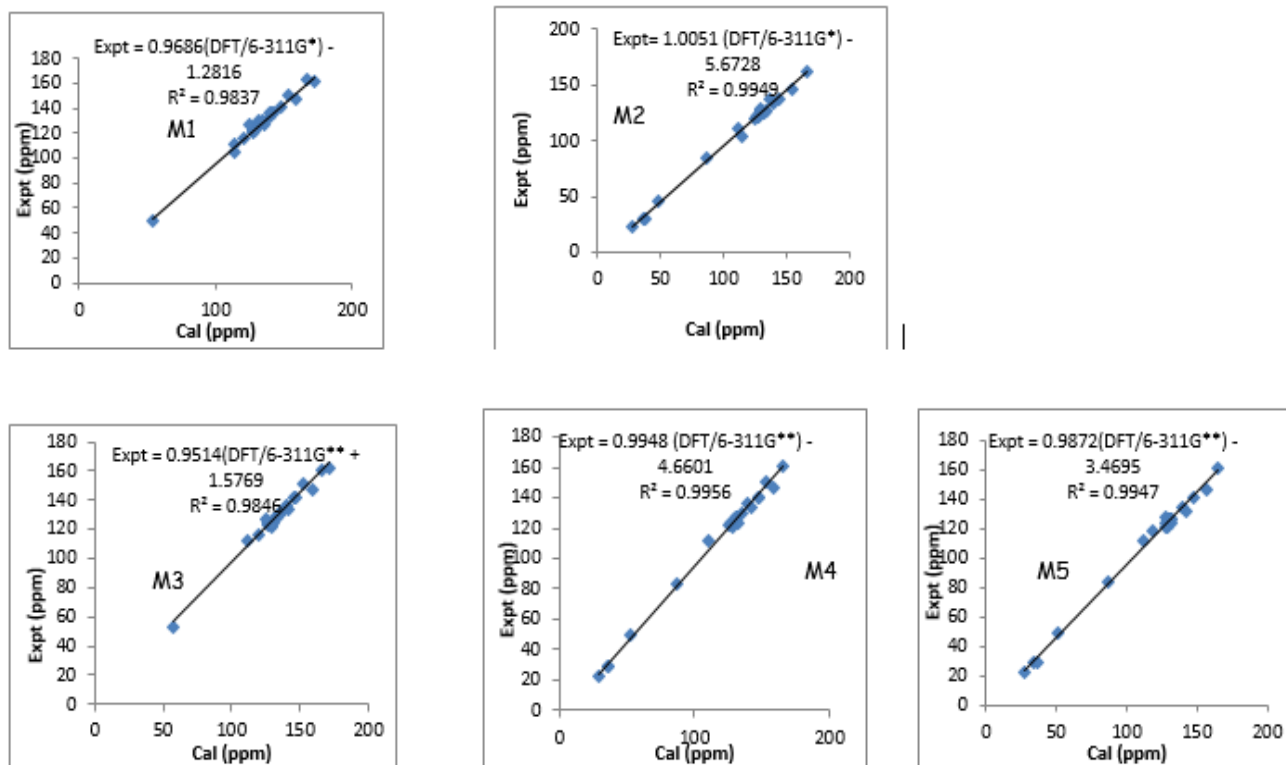 Expt = 0.9686(DFT/6-311G*) -
1.2816
R² = 0.9837
M1
180
160
140
120
100
80
60
40
20
0
0 100 200
Expt (ppm)
Cal (ppm)
Expt= 1.0051 (DFT/6-311G*) -
5.6728
R² = 0.9949
M2
200
150
100
50
0
0 50 100 150 200
Expt (ppm)
Cal (ppm)
Expt = 0.9514(DFT/6-311G** +
1.5769
R² = 0.9846
M3
180
160
140
120
100
80
60
40
20
0
0 50 100 150 200
Expt (ppm)
Cal (ppm)
Expt = 0.9948 (DFT/6-311G**) -
4.6601
R² = 0.9956
M4
180
160
140
120
100
80
60
40
20
0
0 100 200
Expt (ppm)
Cal (ppm)
Expt = 0.9872(DFT/6-311G**) -
3.4695
R² = 0.9947
M5
180
160
140
120
100
80
60
40
20
0
0 50 100 150 200
Expt (ppm)
Cal (ppm)